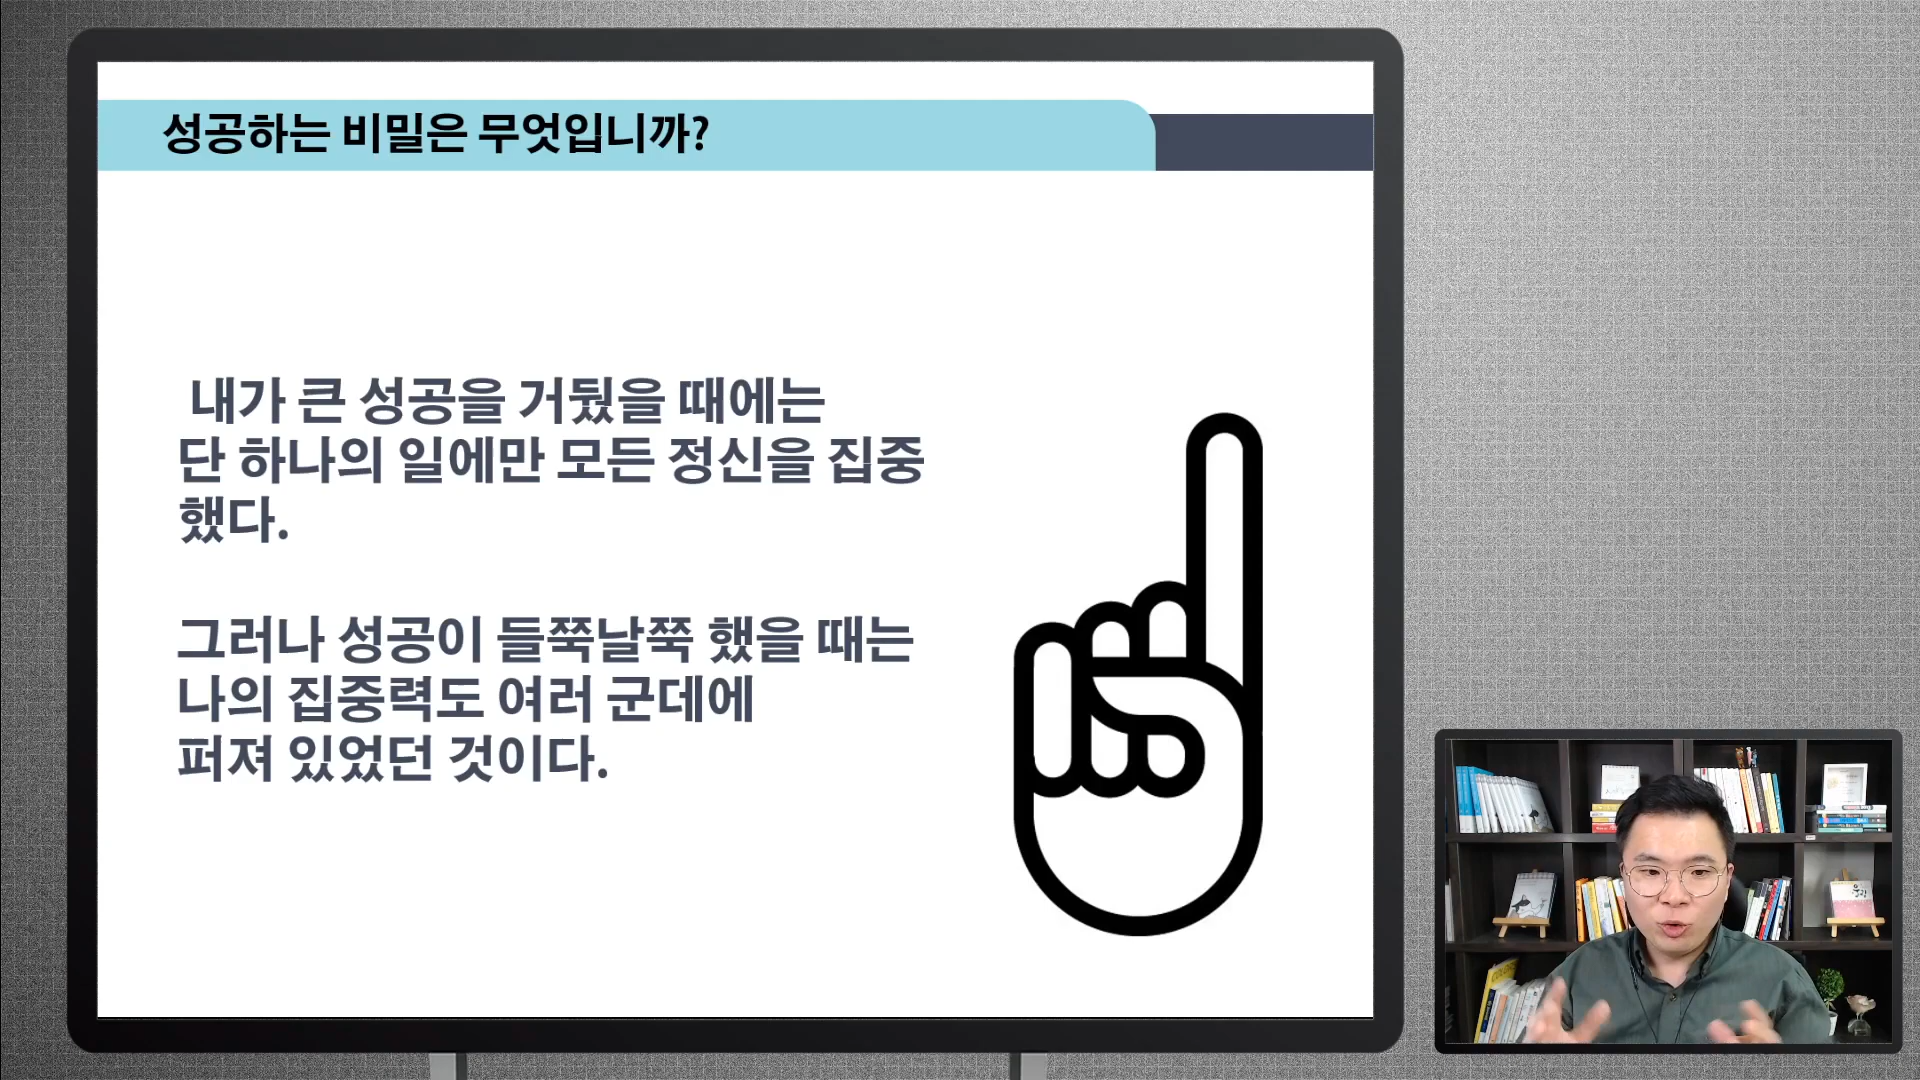 성공하는 비밀은 무엇입니까?
내가 큰 성공을 거뒀을 때에는
단 하나의 일에만 모든 정신을 집중
했다.
그러나 성공이 들쭉날쭉 했을 때는
나의 집중력도 여러 군데에
퍼져 있었던 것이다.